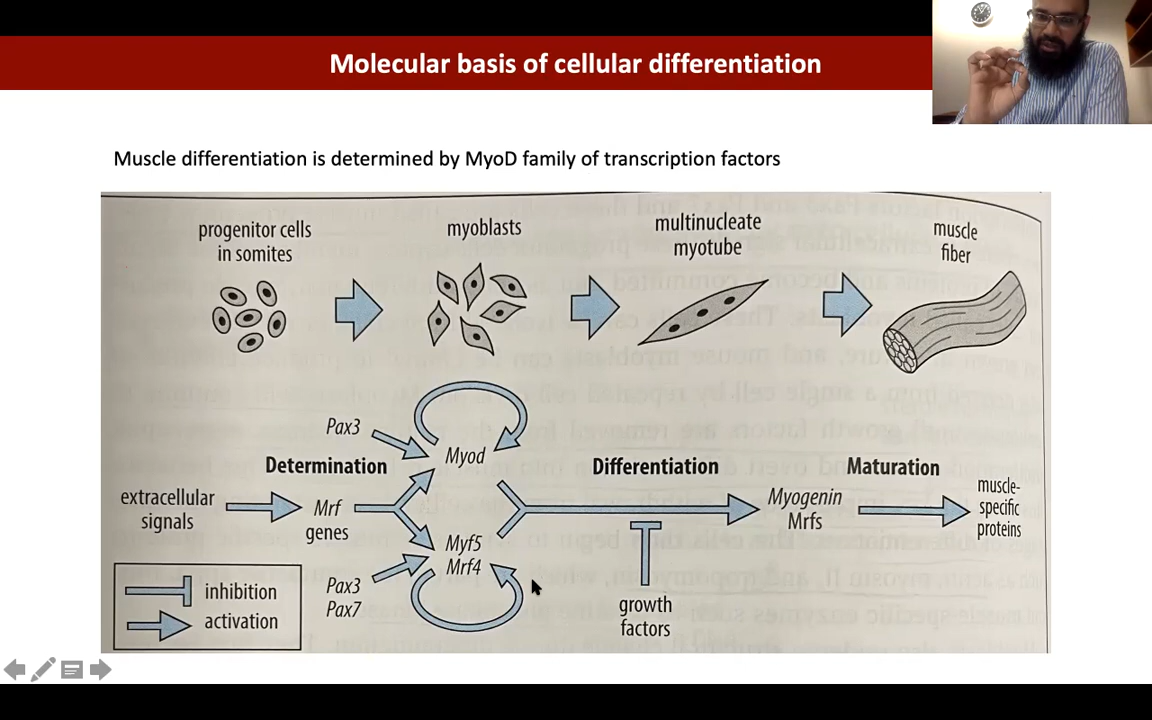 Molecular basis of cellular differentiation
Muscle differentiation is determined by MyoD family of transcription factors
progenitor cells
in somites
myoblasts
multinucleate
myotube
muscle
fiber
Pax3
Myod
Determination
Differentiation
Maturation
extracellular
signals
Mrf
genes
Myogenin
Mrfs
muscle-
specific
proteins
Myf5
Mrf4
Pax3
Pax7
growth
factors
inhibition
activation